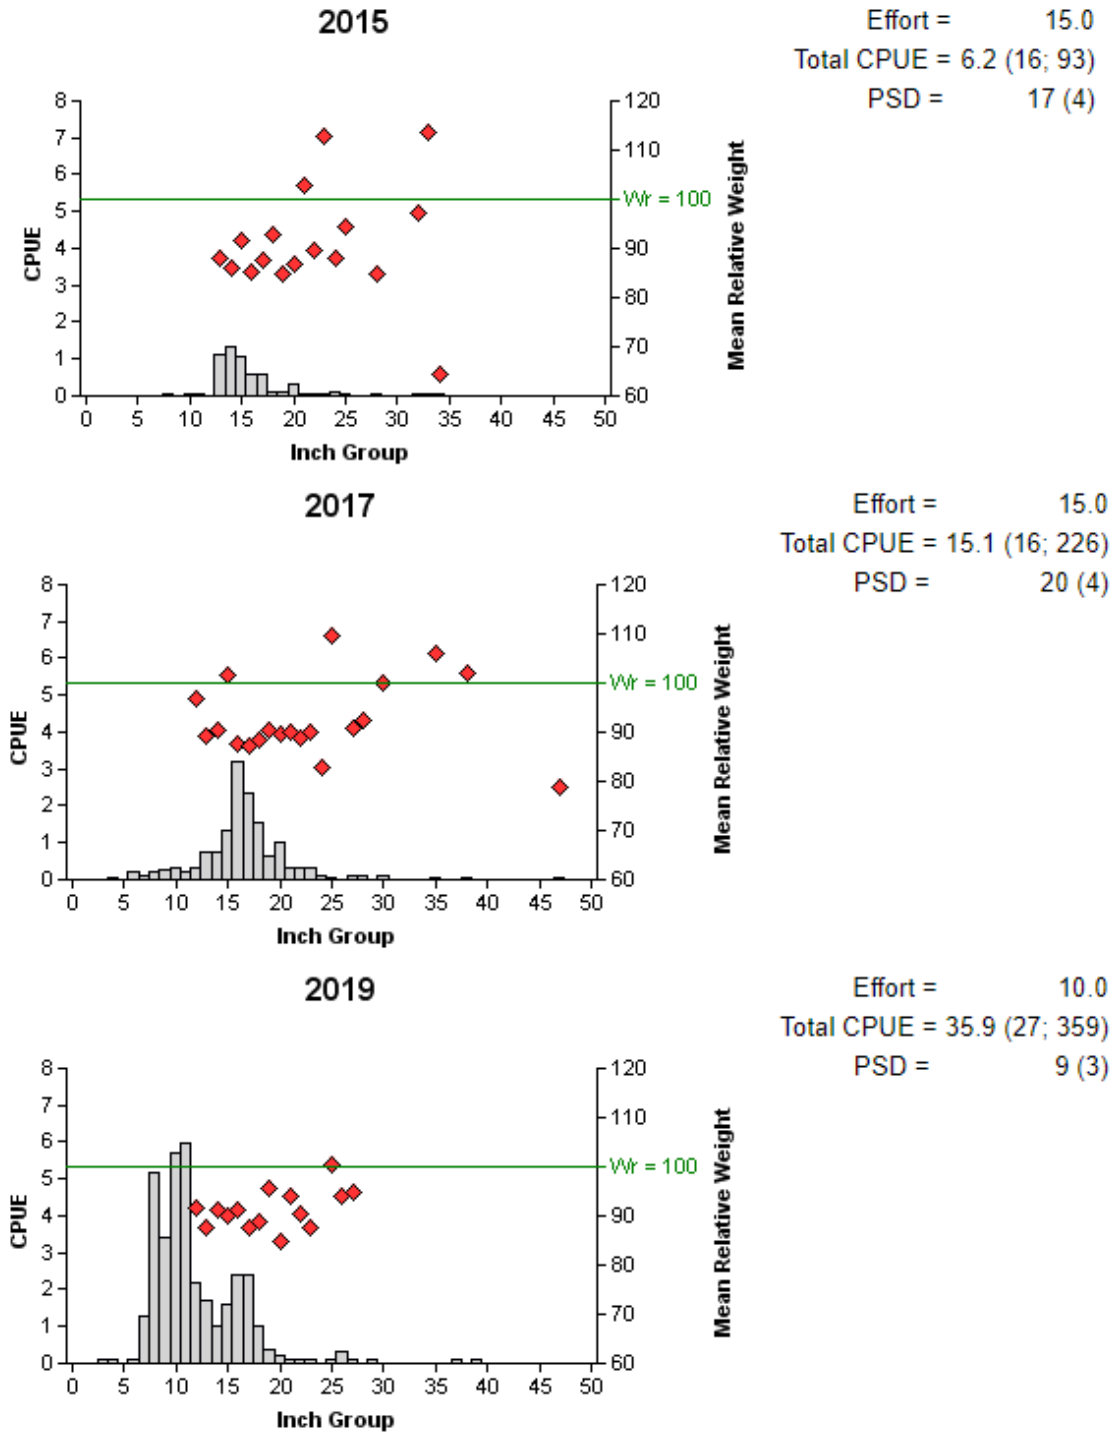 2015
Effort = 15.0
Total CPUE = 6.2 (16; 93)
PSD = 17 (4)
8 7 6 5 4 3 2 1 0
CPUE
120 110 90 80 70 60
Wr = 100
Mean Relative Weight
0 5 10 15 20 25 30 35 40 45 50
Inch Group
2017
Effort = 15.0
Total CPUE = 15.1 (16; 226)
PSD = 20 (4)
8 7 6 5 4 3 2 1 0
CPUE
120 110 90 80 70 60
Wr = 100
Mean Relative Weight
0 5 10 15 20 25 30 35 40 45 50
Inch Group
2019
Effort = 10.0
Total CPUE = 35.9 (27; 359)
PSD = 9 (3)
8 7 6 5 4 3 2 1 0
CPUE
120 110 90 80 70 60
Wr = 100
Mean Relative Weight
0 5 10 15 20 25 30 35 40 45 50
Inch Group